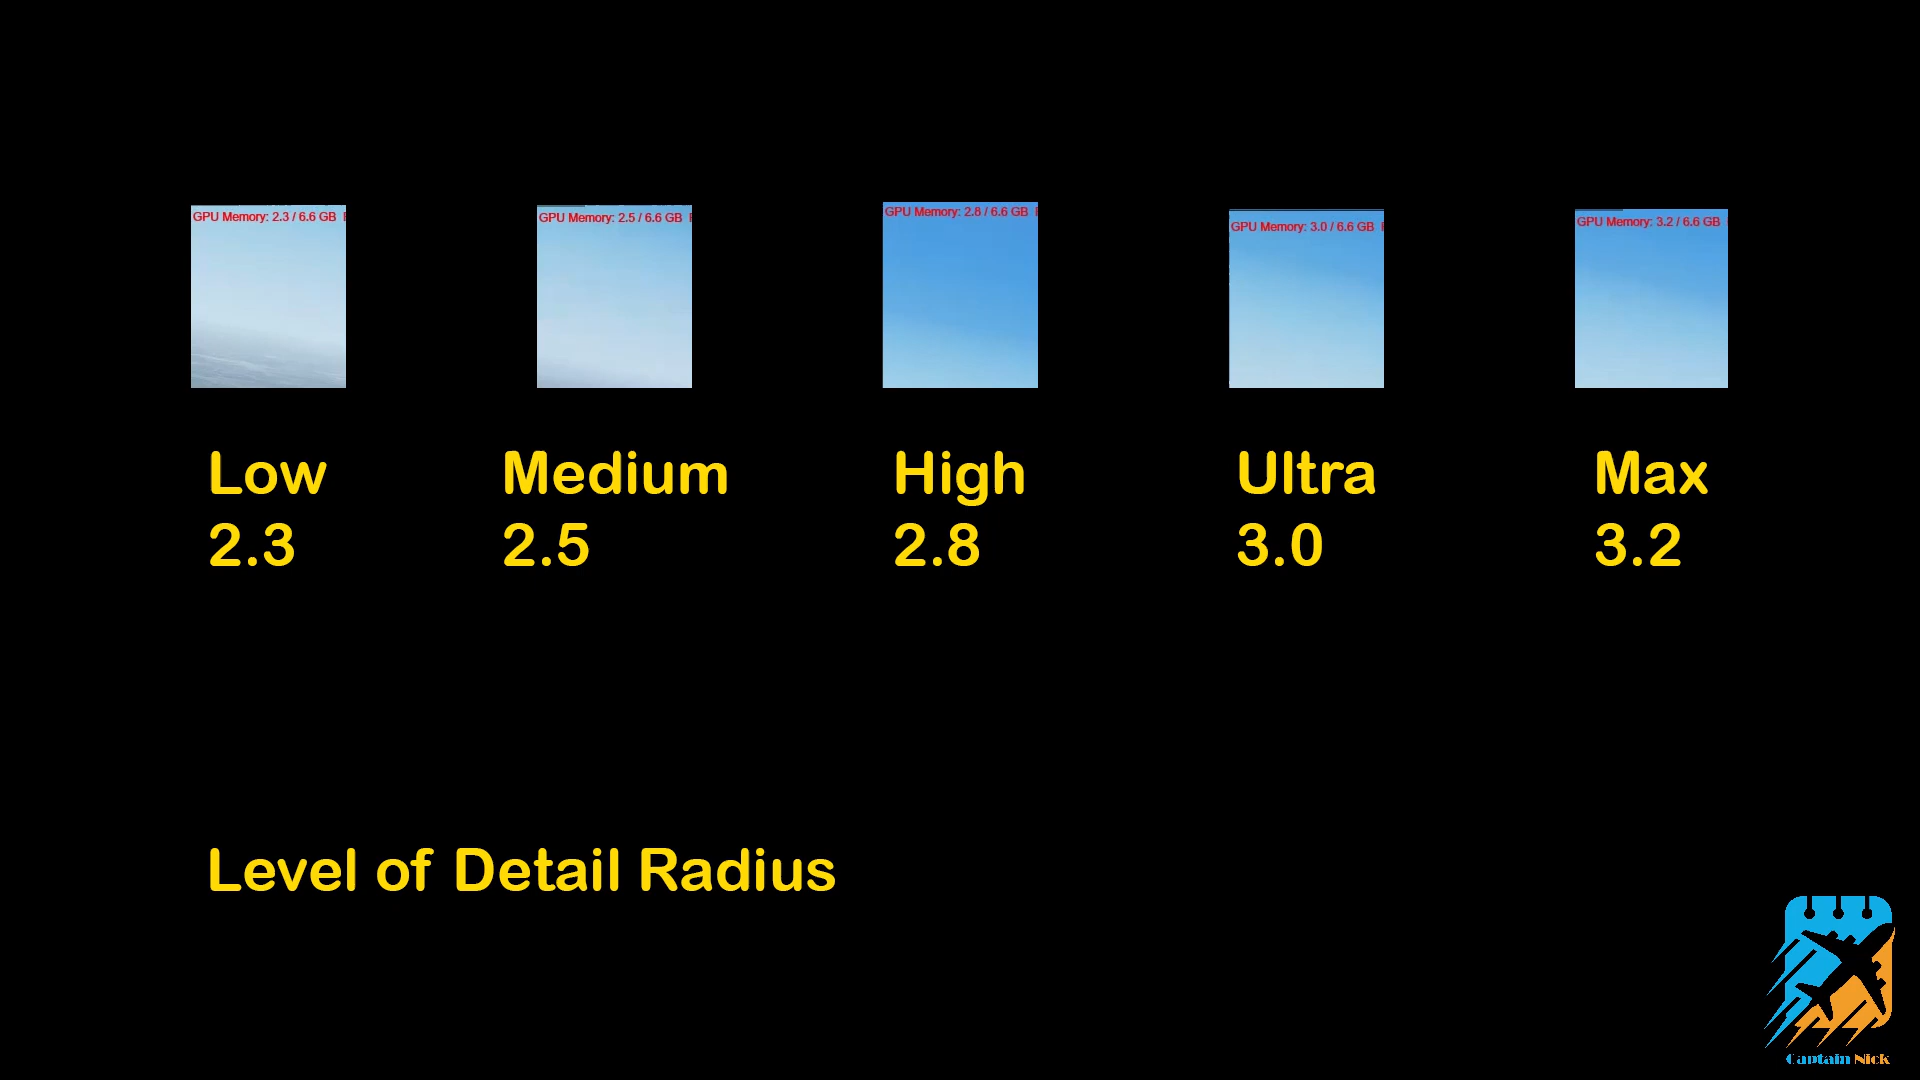 GPU Memory: 2.3 / 6.6 GB
GPU Memory: 2.5 / 6.6 GB
GPU Memory: 2.8 / 6.6 GB
GPU Memory: 3.0 / 6.6 GB
GPU Memory: 3.2 / 6.6 GB
Low
2.3
Medium
2.5
High
2.8
Ultra
3.0
Max
3.2
Level of Detail Radius
Captain Nick